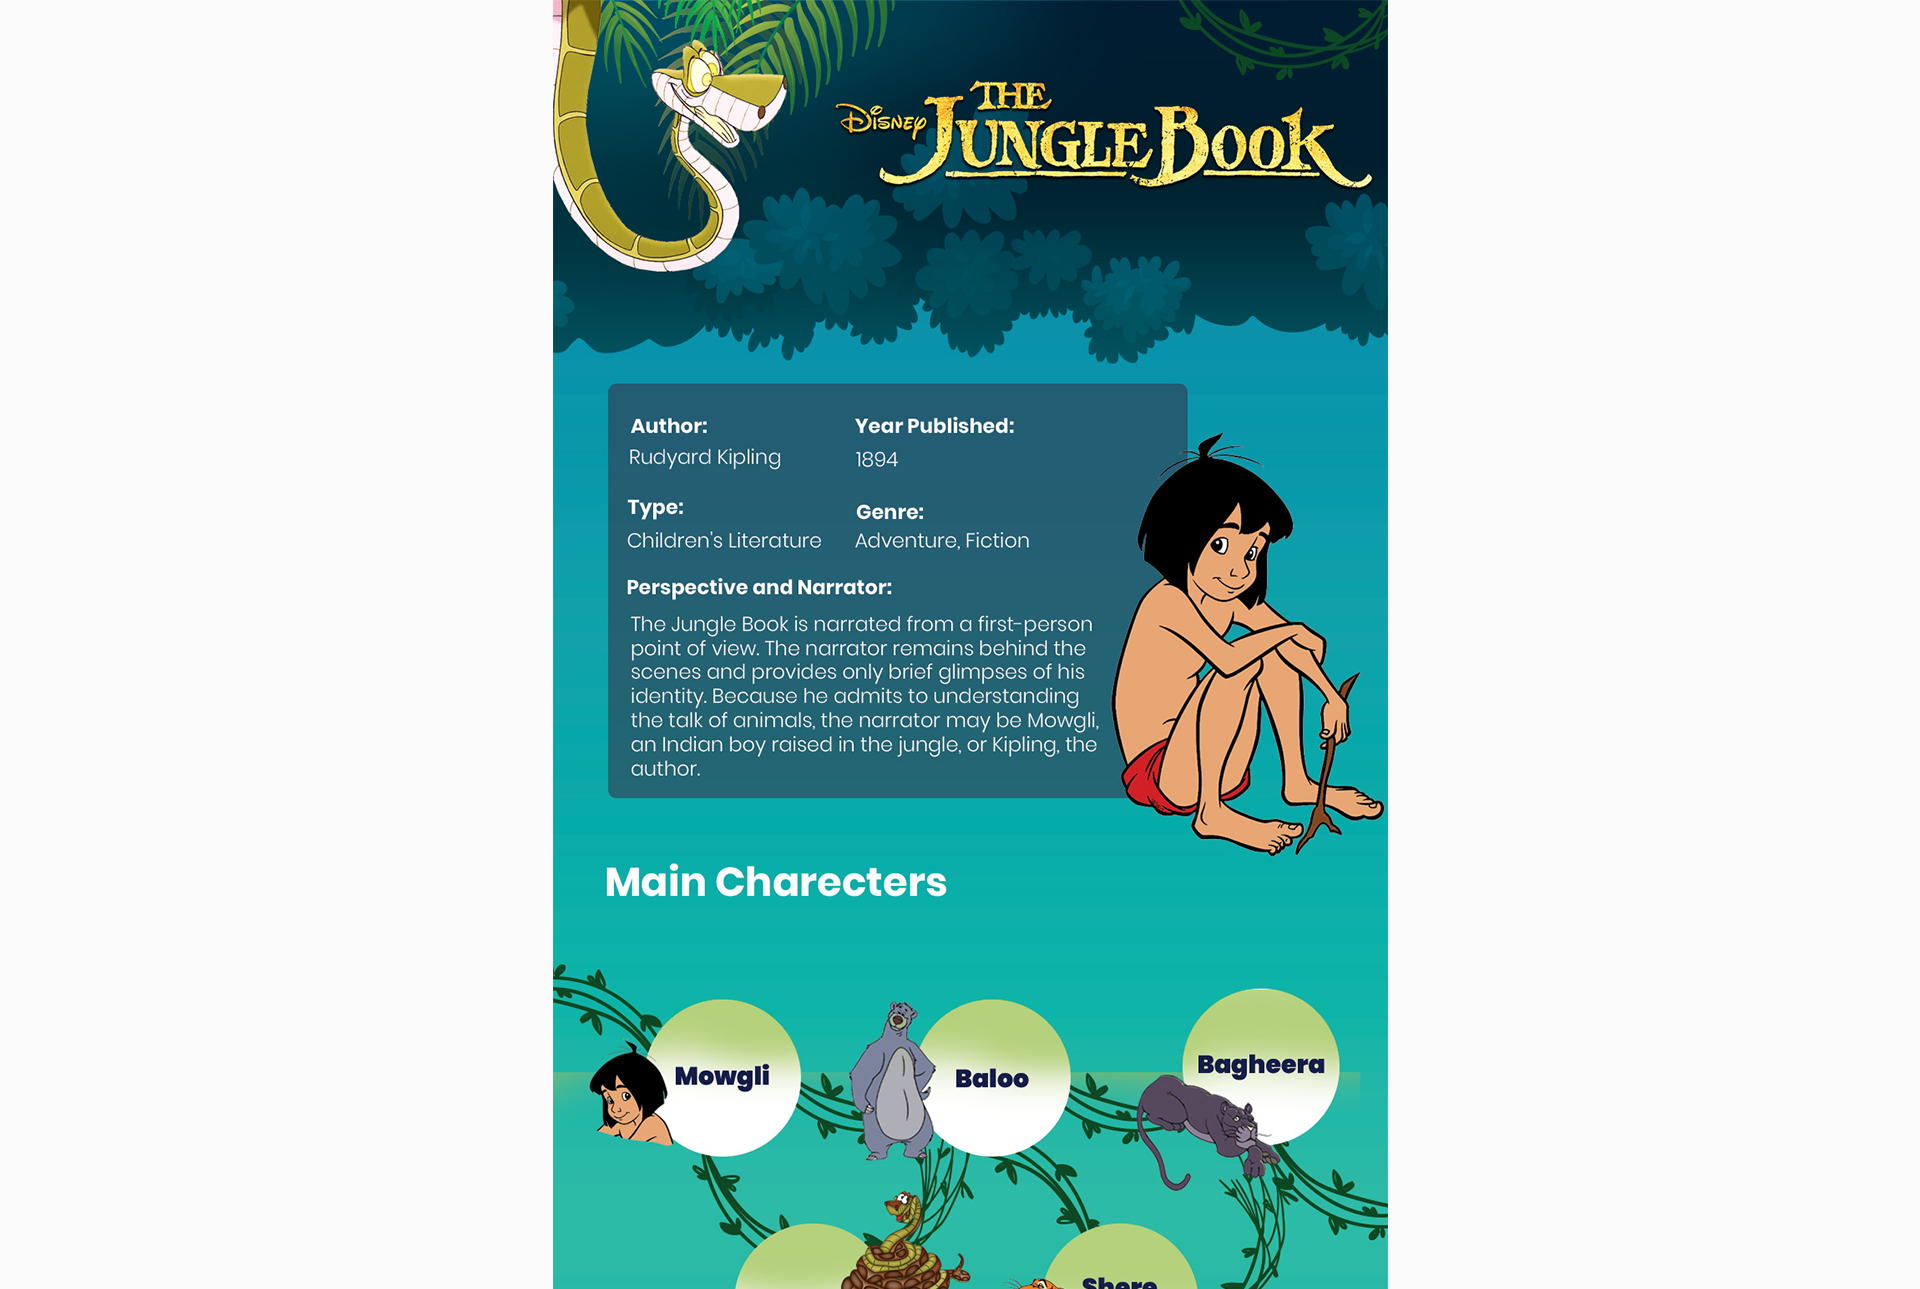 Disney THE
JUNGLE BOOK
Author:
Rudyard Kipling
Year Published:
1894
Type:
Children's Literature
Genre:
Adventure, Fiction
Perspective and Narrator:
The Jungle Book is narrated from a first-person
point of view. The narrator remains behind the
scenes and provides only brief glimpses of his
identity. Because he admits to understanding
the talk of animals, the narrator may be Mowgli,
an Indian boy raised in the jungle, or Kipling, the
author.
Main Charecters
Mowgli
Baloo
Bagheera
Shere